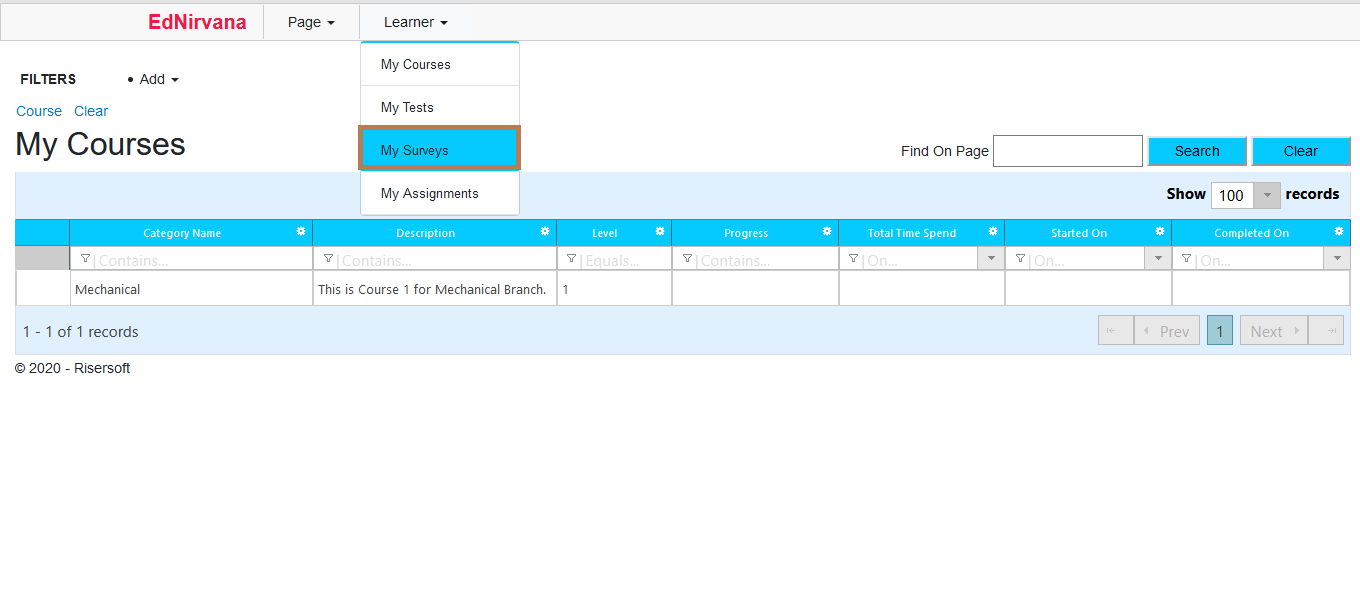 EdNirvana Page Learner
My Courses
My Tests
My Surveys
My Assignments
FILTERS • Add
Course Clear
My Courses
Find On Page Search Clear
Show 100 records
Category Name Description Level Progress Total Time Spend Started On Completed On
Contains... Contains... Equals... Contains... On... On... On...
Mechanical This is Course 1 for Mechanical Branch. 1
1 - 1 of 1 records Prev 1 Next
© 2020 - Risersoft